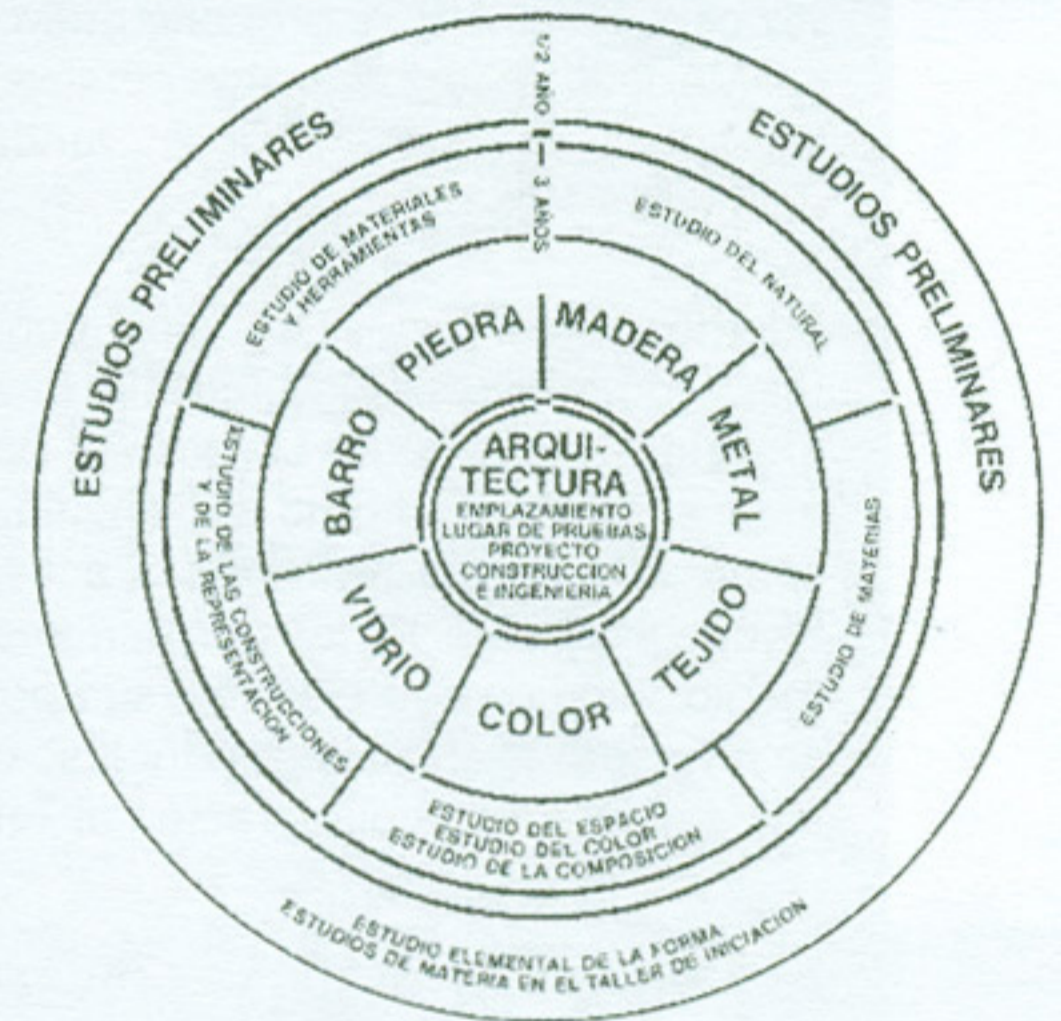 1/2 AÑO
3 AÑOS
ESTUDIOS PRELIMINARES
ESTUDIOS PRELIMINARES
ESTUDIO DE MATERIALES
Y HERRAMIENTAS
ESTUDIO DEL NATURAL
ESTUDIO DE MATERIAS
ESTUDIO DEL ESPACIO
ESTUDIO DEL COLOR
ESTUDIO DE LA COMPOSICION
ESTUDIO DE LAS CONSTRUCCIONES
Y DE LA REPRESENTACION
PIEDRA
MADERA
METAL
TEJIDO
COLOR
VIDRIO
BARRO
ARQUI-
TECTURA
EMPLAZAMIENTO
LUGAR DE PRUEBAS
PROYECTO
CONSTRUCCION
E INGENIERIA
ESTUDIO ELEMENTAL DE LA FORMA
ESTUDIOS DE MATERIA EN EL TALLER DE INICIACION